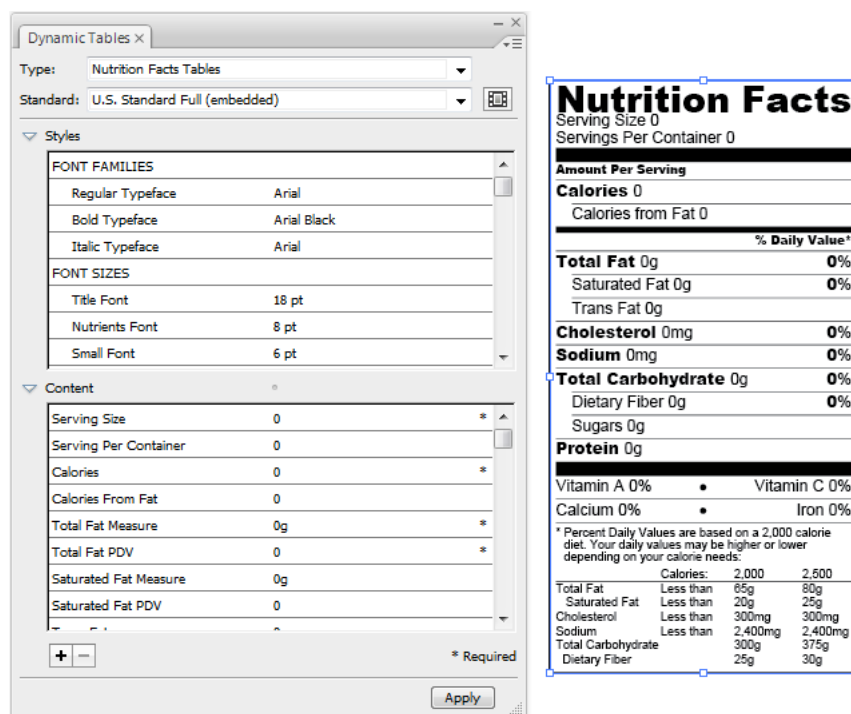 Dynamic Tables
Type: Nutrition Facts Tables
Standard: U.S. Standard Full (embedded)
Styles
FONT FAMILIES
Regular Typeface Arial
Bold Typeface Arial Black
Italic Typeface Arial
FONT SIZES
Title Font 18 pt
Nutrients Font 8 pt
Small Font 6 pt
Content
Serving Size 0 *
Serving Per Container 0
Calories 0 *
Calories From Fat 0
Total Fat Measure 0g *
Total Fat PDV 0 *
Saturated Fat Measure 0g
Saturated Fat PDV 0
+ −
* Required
Apply
Nutrition Facts
Serving Size 0
Servings Per Container 0
Amount Per Serving
Calories 0
Calories from Fat 0
% Daily Value*
Total Fat 0g 0%
Saturated Fat 0g 0%
Trans Fat 0g
Cholesterol 0mg 0%
Sodium 0mg 0%
Total Carbohydrate 0g 0%
Dietary Fiber 0g 0%
Sugars 0g
Protein 0g
Vitamin A 0% • Vitamin C 0%
Calcium 0% • Iron 0%
* Percent Daily Values are based on a 2,000 calorie
diet. Your daily values may be higher or lower
depending on your calorie needs:
Calories: 2,000 2,500
Total Fat Less than 65g 80g
Saturated Fat Less than 20g 25g
Cholesterol Less than 300mg 300mg
Sodium Less than 2,400mg 2,400mg
Total Carbohydrate 300g 375g
Dietary Fiber 25g 30g